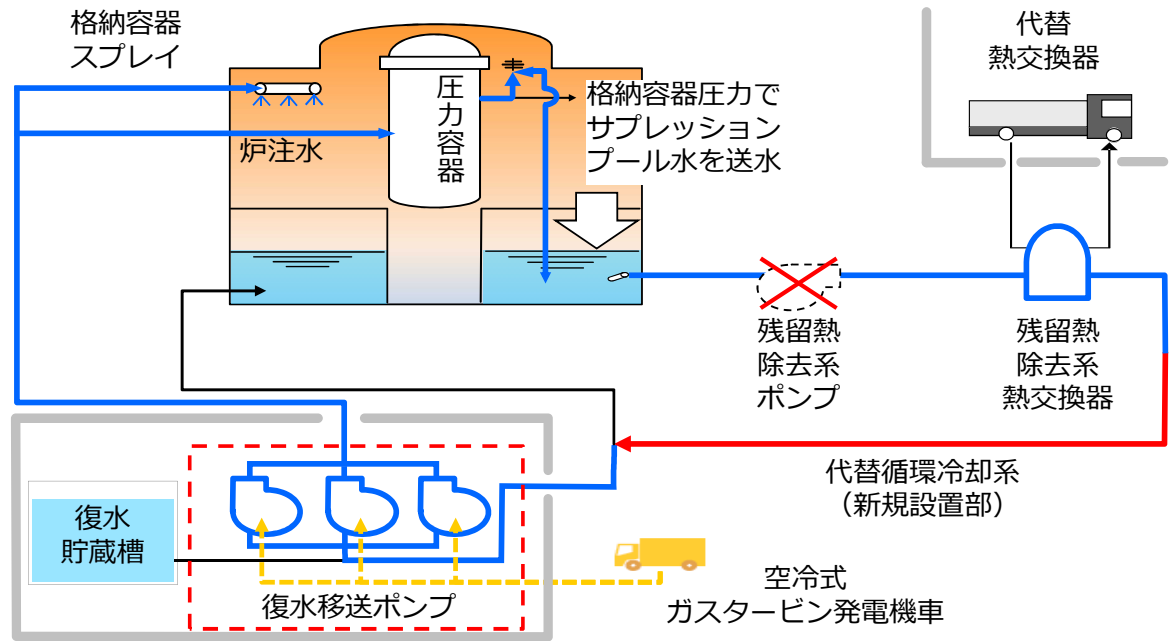 格納容器
スプレイ
代替
熱交換器
圧力容器
格納容器圧力で
サプレッション
プール水を送水
炉注水
残留熱
除去系
ポンプ
残留熱
除去系
熱交換器
代替循環冷却系
（新規設置部）
復水
貯蔵槽
復水移送ポンプ
空冷式
ガスタービン発電機車